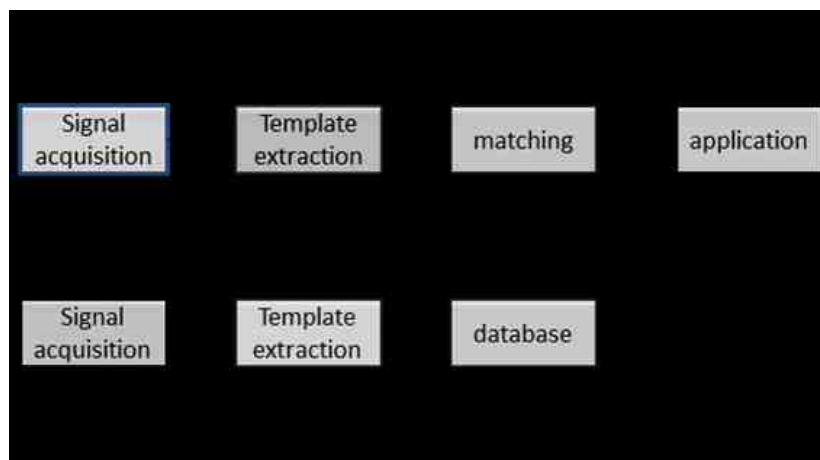 Signal
acquisition
Template
extraction
matching
application
Signal
acquisition
Template
extraction
database